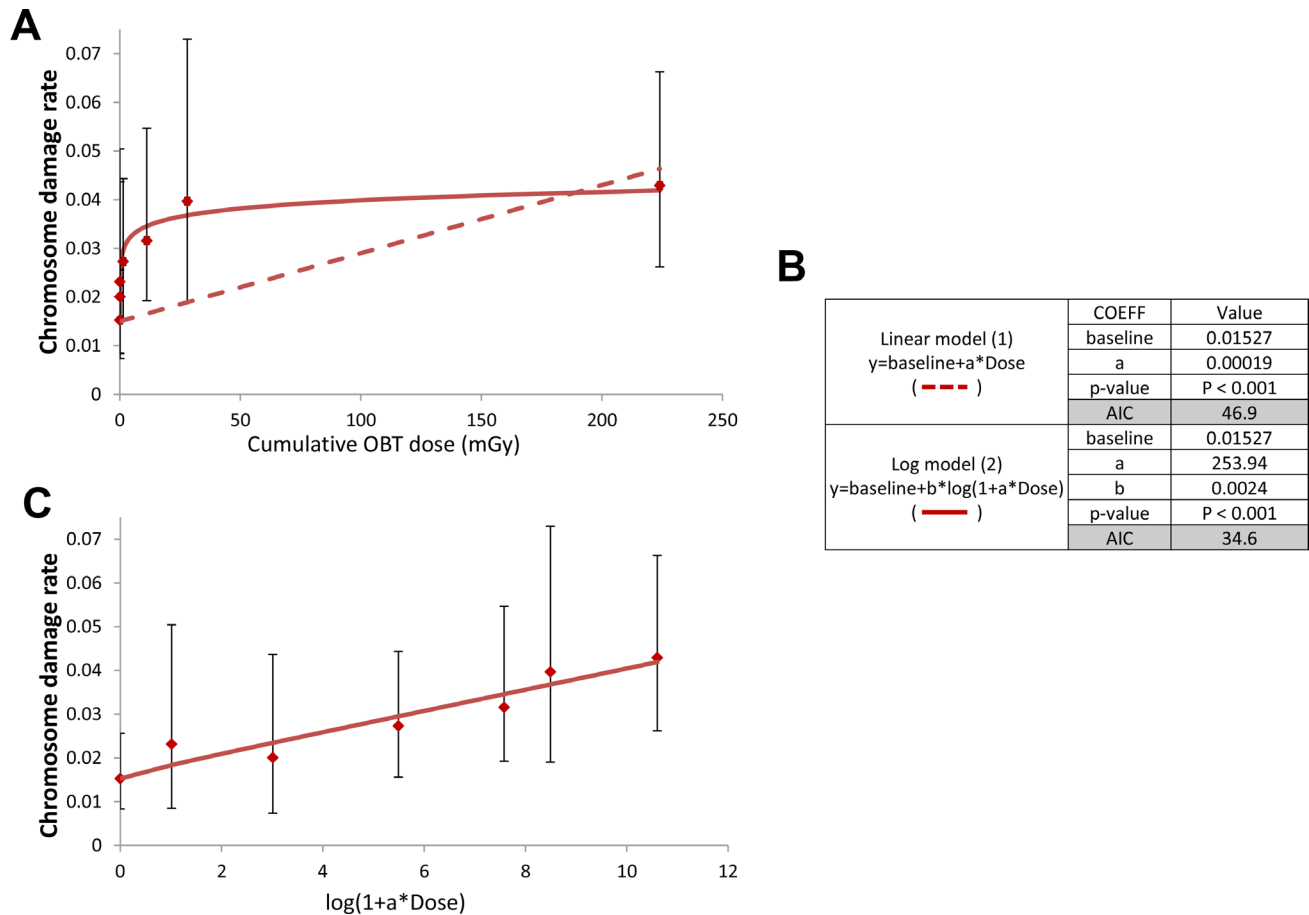 A
Chromosome damage rate
0.07
0.06
0.05
0.04
0.03
0.02
0.01
0
0 50 100 150 200 250
Cumulative OBT dose (mGy)
B
Linear model (1)
y=baseline+a*Dose
( )
COEFF Value
baseline 0.01527
a 0.00019
p-value P < 0.001
AIC 46.9
Log model (2)
y=baseline+b*log(1+a*Dose)
( )
baseline 0.01527
a 253.94
b 0.0024
p-value P < 0.001
AIC 34.6
C
Chromosome damage rate
0.07
0.06
0.05
0.04
0.03
0.02
0.01
0
0 2 4 6 8 10 12
log(1+a*Dose)